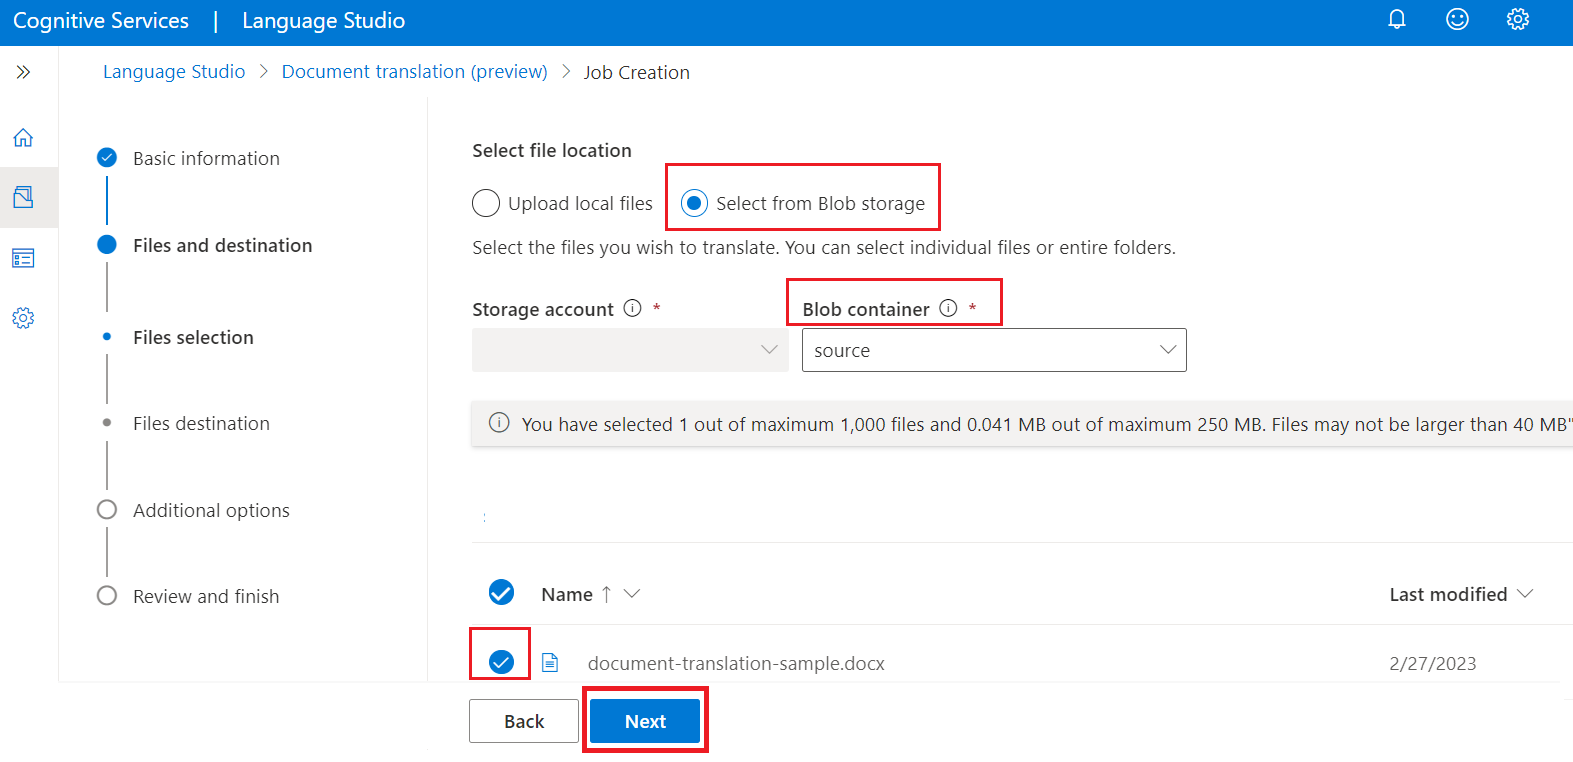 Cognitive Services | Language Studio
Language Studio > Document translation (preview) > Job Creation
Basic information
Files and destination
Files selection
Files destination
Additional options
Review and finish
Select file location
Upload local files Select from Blob storage
Select the files you wish to translate. You can select individual files or entire folders.
Storage account * Blob container *
source
You have selected 1 out of maximum 1,000 files and 0.041 MB out of maximum 250 MB. Files may not be larger than 40 MB"
Name ↑ Last modified
document-translation-sample.docx 2/27/2023
Back Next